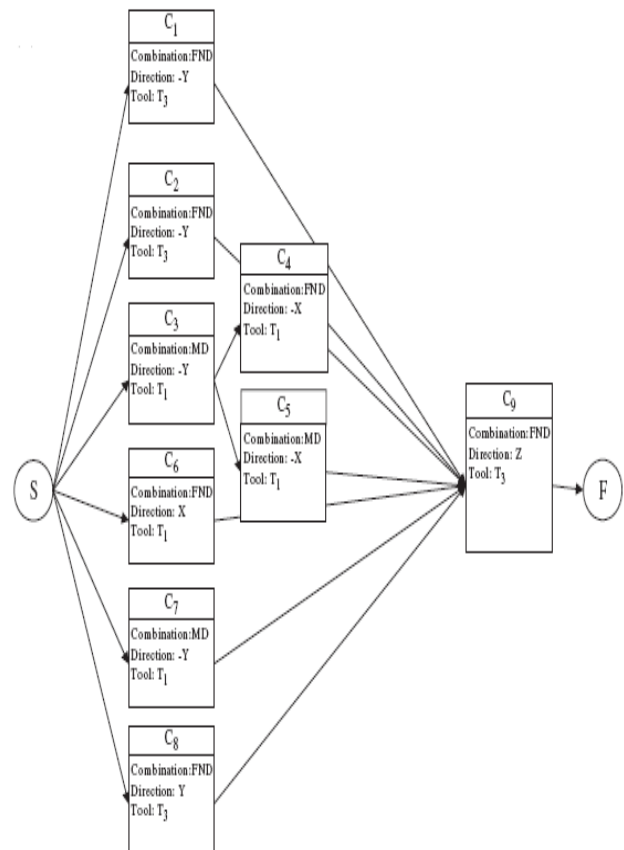 C1
Combination:FND
Direction: -Y
Tool: T3
C2
Combination:FND
Direction: -Y
Tool: T3
C4
Combination:FND
Direction: -X
Tool: T1
C3
Combination:MD
Direction: -Y
Tool: T1
C5
Combination:MD
Direction: -X
Tool: T1
C9
Combination:FND
Direction: Z
Tool: T3
C6
Combination:FND
Direction: X
Tool: T1
S
F
C7
Combination:MD
Direction: -Y
Tool: T1
C8
Combination:FND
Direction: Y
Tool: T3